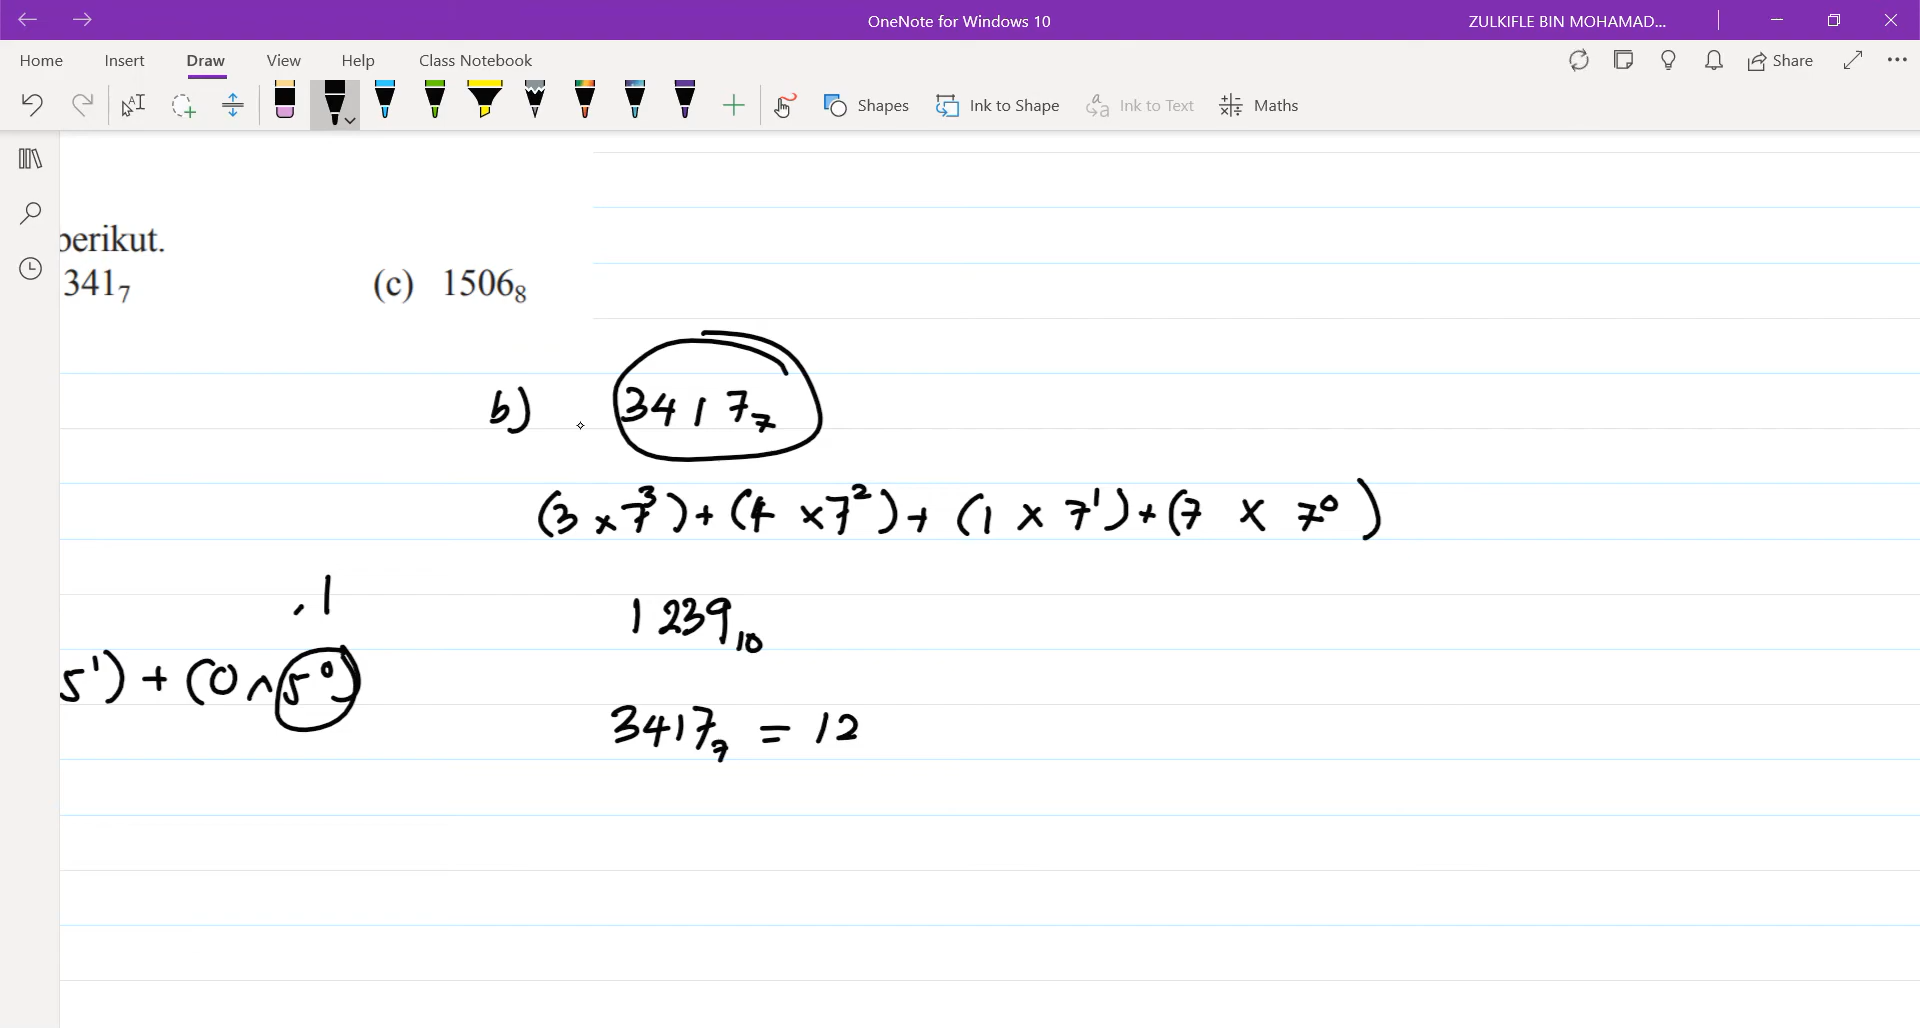 OneNote for Windows 10
ZULKIFLE BIN MOHAMAD...
Home Insert Draw View Help Class Notebook
Share
Shapes Ink to Shape Ink to Text Maths
berikut.
341₇ (c) 1506₈
b) 3417₇
(3 × 7³) + (4 × 7²) + (1 × 7¹) + (7 × 7⁰)
. 1
1239₁₀
5¹) + (0 ^ 5⁰)
3417₇ = 12